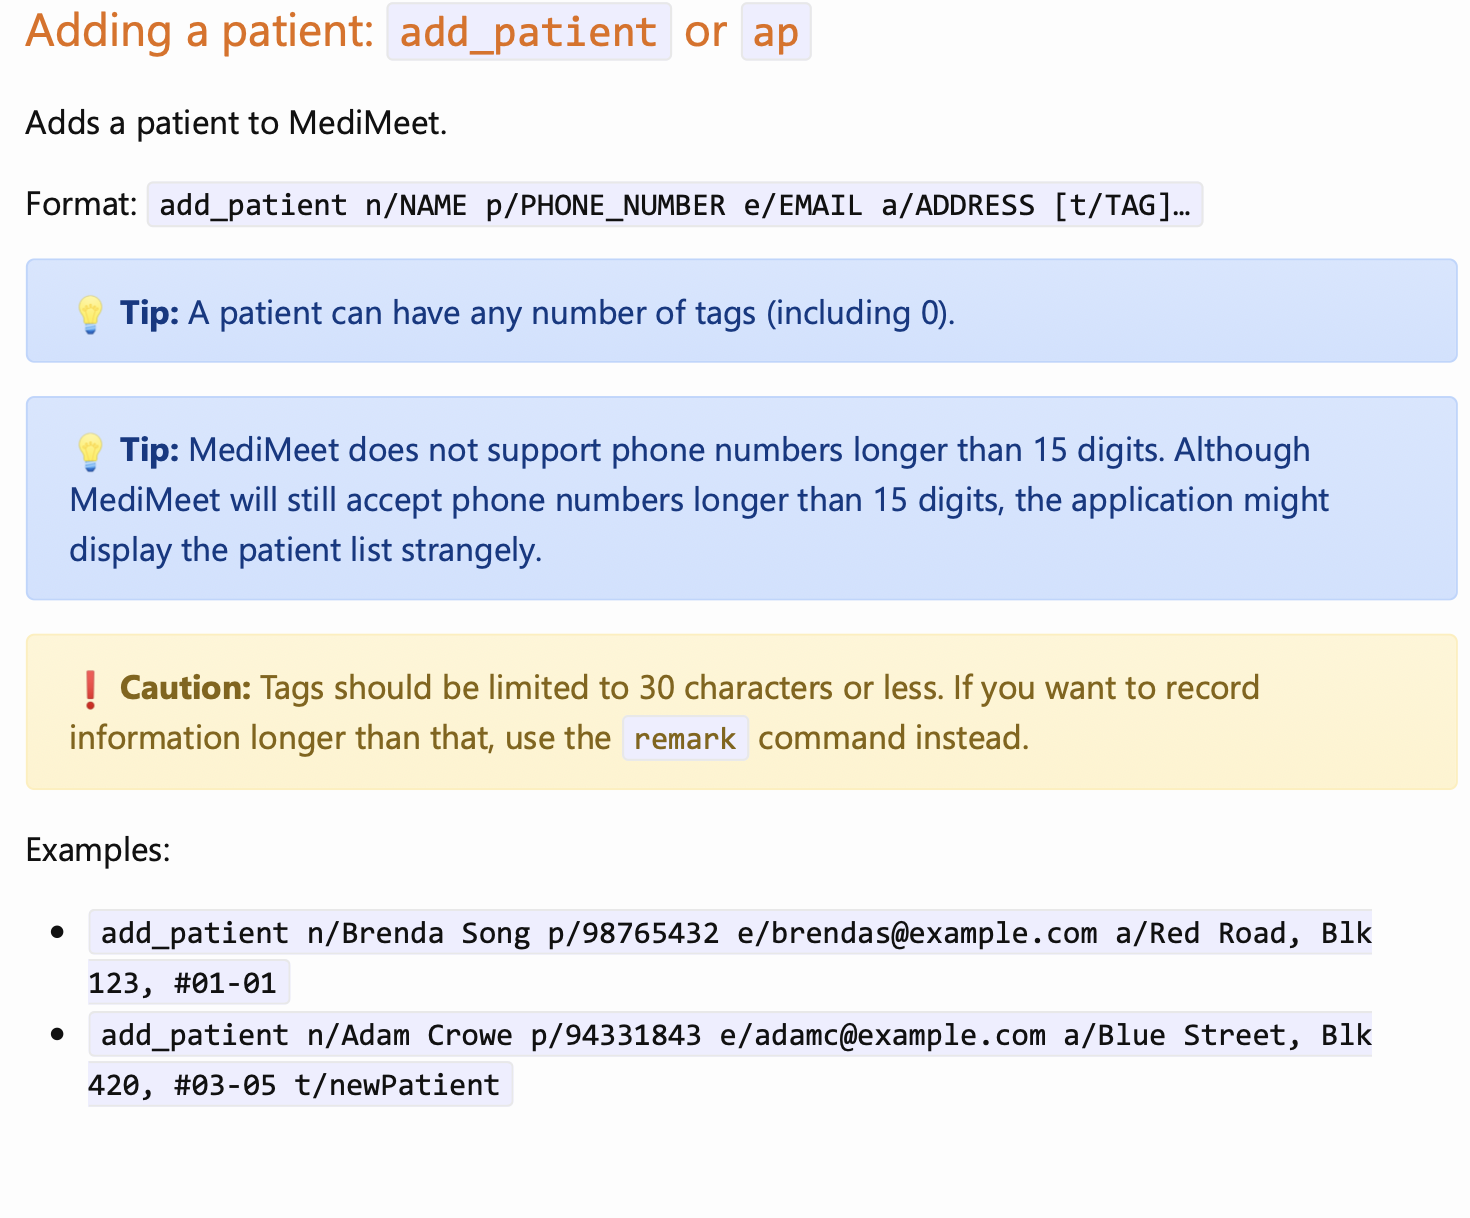 Adding a patient: add_patient or ap
Adds a patient to MediMeet.
Format: add_patient n/NAME p/PHONE_NUMBER e/EMAIL a/ADDRESS [t/TAG]…
💡 Tip: A patient can have any number of tags (including 0).
💡 Tip: MediMeet does not support phone numbers longer than 15 digits. Although
MediMeet will still accept phone numbers longer than 15 digits, the application might
display the patient list strangely.
❗ Caution: Tags should be limited to 30 characters or less. If you want to record
information longer than that, use the remark command instead.
Examples:
• add_patient n/Brenda Song p/98765432 e/brendas@example.com a/Red Road, Blk
123, #01-01
• add_patient n/Adam Crowe p/94331843 e/adamc@example.com a/Blue Street, Blk
420, #03-05 t/newPatient